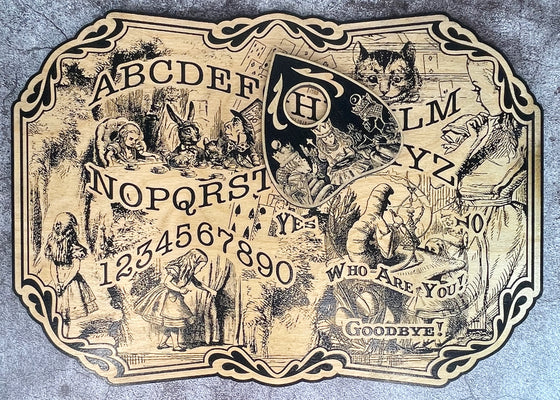 ABCDEF H LM
NOPQRST YZ
YES NO
1234567890
WHO ARE YOU?
GOODBYE!